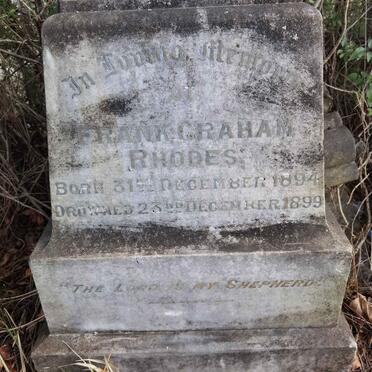 In Loving Memory
of
FRANK GRAHAM
RHODES,
BORN 31ST DECEMBER 1894
DROWNED 23RD DECEMBER 1899
"THE LORD IS MY SHEPHERD."